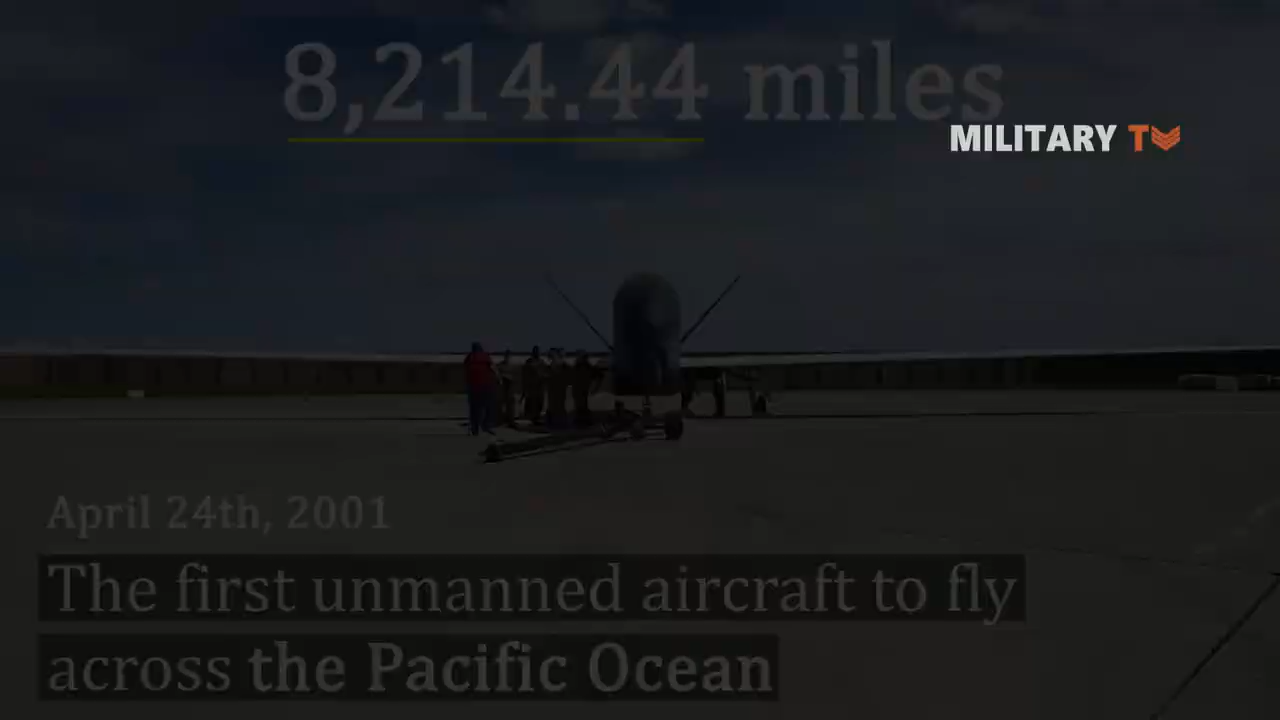 8,214.44 miles
MILITARY TV
April 24th, 2001
The first unmanned aircraft to fly
across the Pacific Ocean